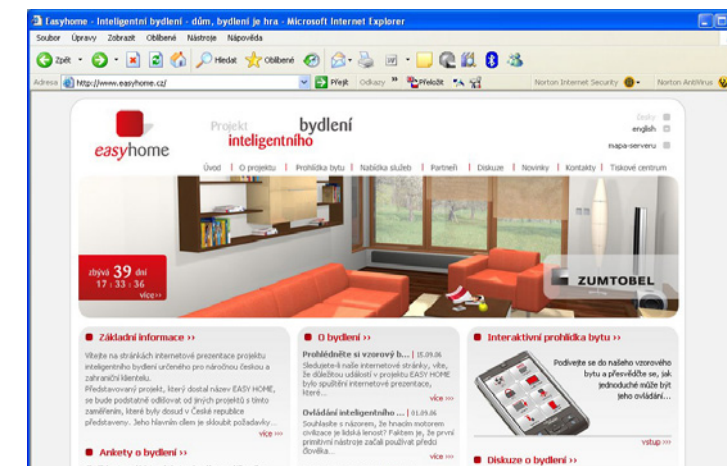 Easyhome - Inteligentní bydlení - dům, bydlení je hra - Microsoft Internet Explorer
Soubor Úpravy Zobrazit Oblíbené Nástroje Nápověda
Zpět Hledat Oblíbené
Adresa http://www.easyhome.cz/ Přejít Odkazy Přeložit Norton Internet Security Norton AntiVirus
česky
english
mapa-serveru
Projekt bydlení
inteligentního
easyhome
Úvod | O projektu | Prohlídka bytu | Nabídka služeb | Partneři | Diskuze | Novinky | Kontakty | Tiskové centrum
zbývá 39 dní
17 : 33 : 36
více››
ZUMTOBEL
Základní informace ››
Vítejte na stránkách internetové prezentace projektu
inteligentního bydlení určeného pro náročnou českou a
zahraniční klientelu.
Představovaný projekt, který dostal název EASY HOME,
se bude podstatně odlišovat od jiných projektů s tímto
zaměřením, které byly dosud v České republice
představeny. Jeho hlavním cílem je skloubit požadavky...
více ›››
Ankety o bydlení ››
O bydlení ››
Prohlédněte si vzorový b... | 15.09.06
Sledujete-li naše internetové stránky, víte,
že důležitou událostí v projektu EASY HOME
bylo spuštění internetové prezentace,
které...
více ›››
Ovládání inteligentního ... | 01.09.06
Souhlasíte s názorem, že hnacím motorem
civilizace je lidská lenost? Faktem je, že první
primitivní nástroje začali používat předci
člověka...
více ›››
Interaktivní prohlídka bytu ››
Podívejte se do našeho vzorového
bytu a přesvědčte se, jak
jednoduché může být
jeho ovládání...
vstup ›››
Diskuze o bydlení ››